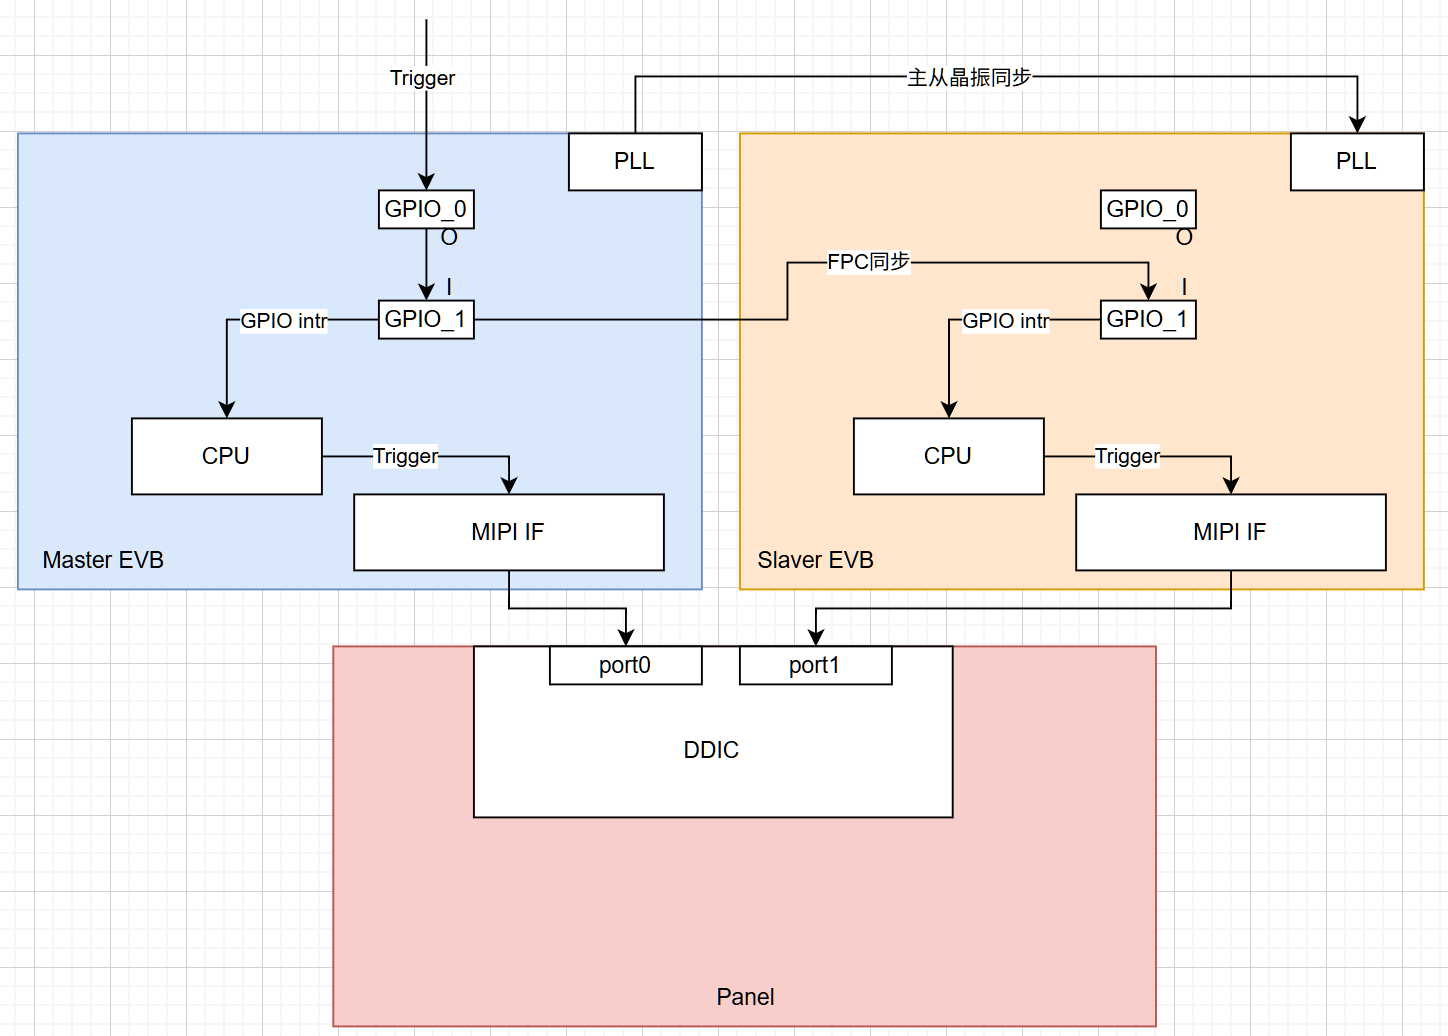 Trigger
主从晶振同步
PLL
PLL
GPIO_0
O
GPIO_0
O
FPC同步
I
I
GPIO intr
GPIO_1
GPIO intr
GPIO_1
CPU
Trigger
CPU
Trigger
MIPI IF
MIPI IF
Master EVB
Slaver EVB
port0
port1
DDIC
Panel